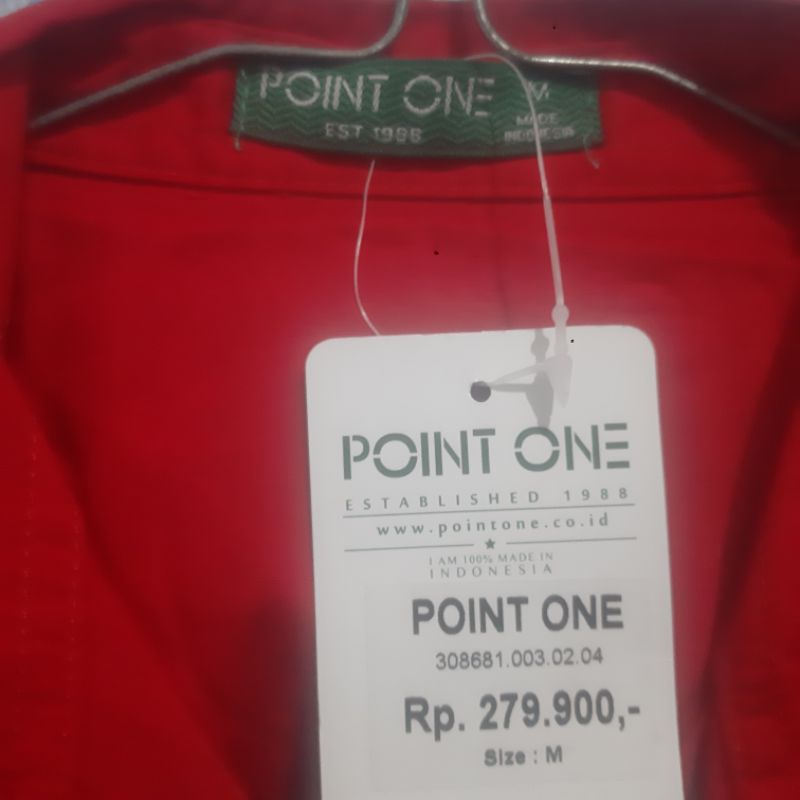 POINT ONE
EST 1988
M
MADE
INDONESIA
POINT ONE
ESTABLISHED 1988
www.pointone.co.id
I AM 100% MADE IN
INDONESIA
POINT ONE
308681.003.02.04
Rp. 279.900,-
Size : M